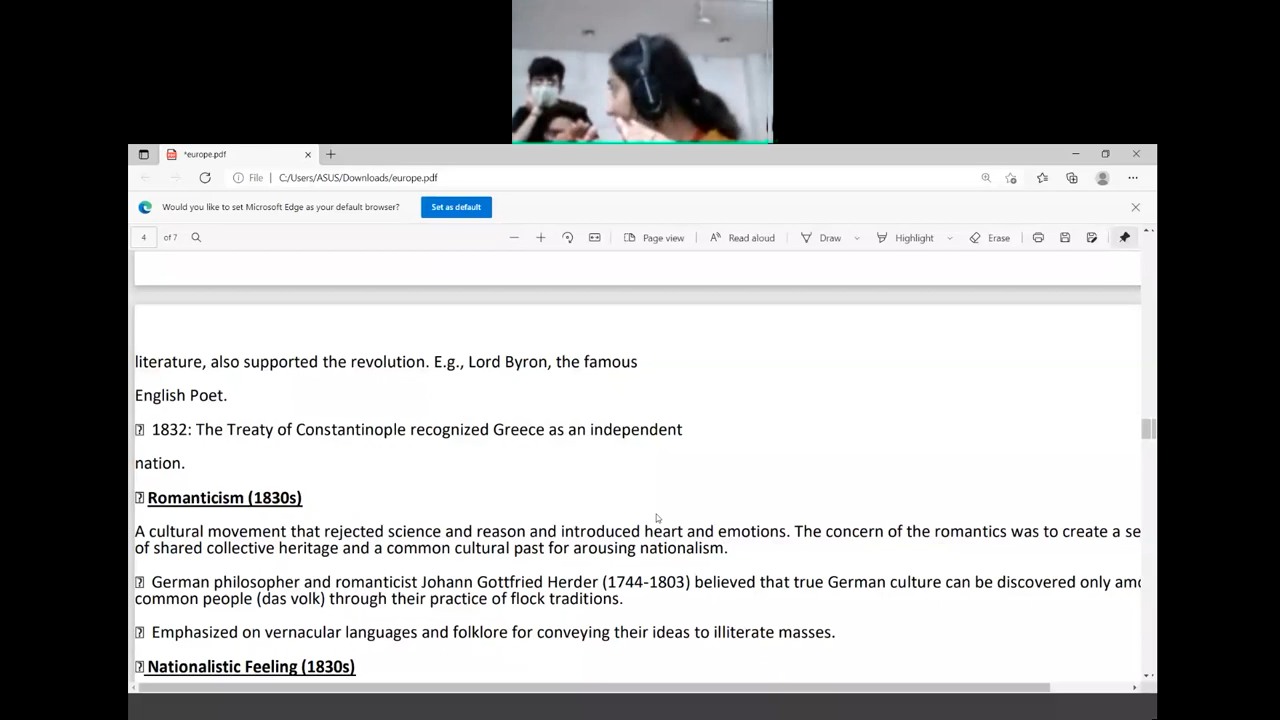 *europe.pdf
File
C:/Users/ASUS/Downloads/europe.pdf
Would you like to set Microsoft Edge as your default browser?
Set as default
4 of 7
Page view
Read aloud
Draw
Highlight
Erase
literature, also supported the revolution. E.g., Lord Byron, the famous
English Poet.
1832: The Treaty of Constantinople recognized Greece as an independent
nation.
Romanticism (1830s)
A cultural movement that rejected science and reason and introduced heart and emotions. The concern of the romantics was to create a se
of shared collective heritage and a common cultural past for arousing nationalism.
German philosopher and romanticist Johann Gottfried Herder (1744-1803) believed that true German culture can be discovered only amo
common people (das volk) through their practice of flock traditions.
Emphasized on vernacular languages and folklore for conveying their ideas to illiterate masses.
Nationalistic Feeling (1830s)